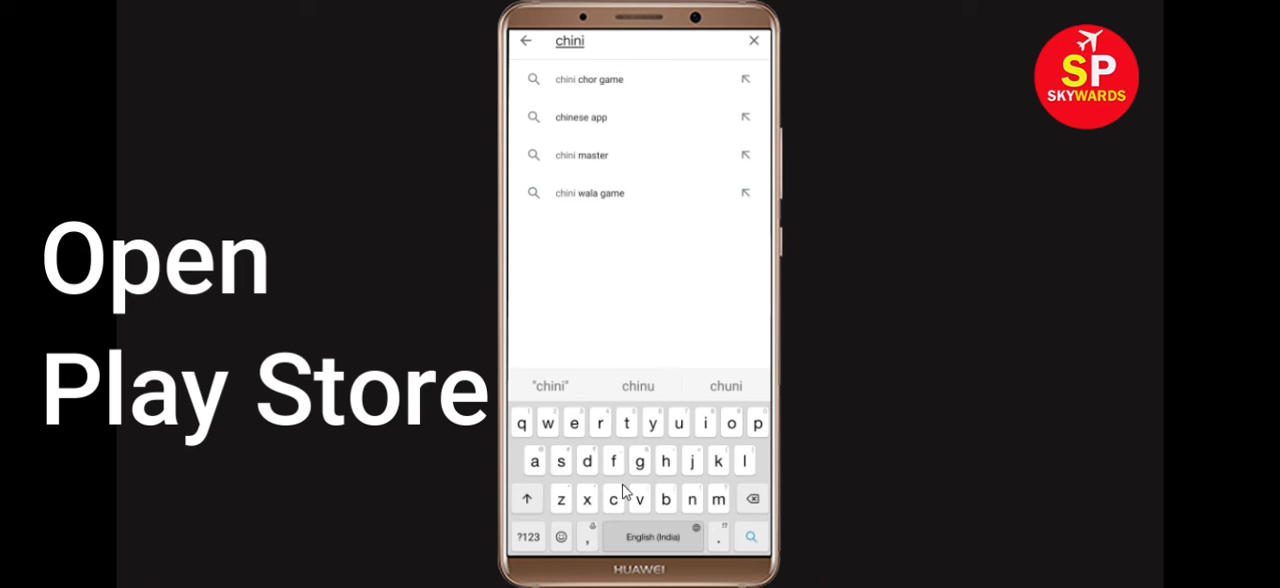 Open
Play Store
chini
chini chor game
chinese app
chini master
chini wala game
"chini" chinu chuni
q w e r t y u i o p
a s d f g h j k l
z x c v b n m
?123 , English (India) .
HUAWEI
SP
SKYWARDS